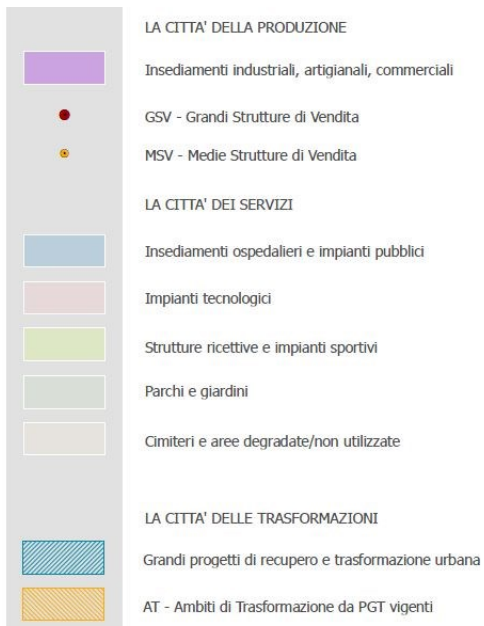 LA CITTA' DELLA PRODUZIONE
Insediamenti industriali, artigianali, commerciali
GSV - Grandi Strutture di Vendita
MSV - Medie Strutture di Vendita
LA CITTA' DEI SERVIZI
Insediamenti ospedalieri e impianti pubblici
Impianti tecnologici
Strutture ricettive e impianti sportivi
Parchi e giardini
Cimiteri e aree degradate/non utilizzate
LA CITTA' DELLE TRASFORMAZIONI
Grandi progetti di recupero e trasformazione urbana
AT - Ambiti di Trasformazione da PGT vigenti